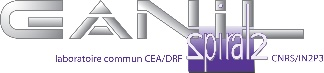 GANIL
Spiral2
laboratoire commun CEA/DRF CNRS/IN2P3